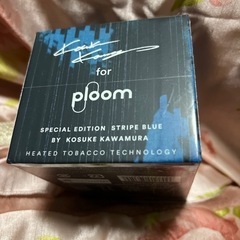 for
ploom
SPECIAL EDITION STRIPE BLUE
BY KOSUKE KAWAMURA
HEATED TOBACCO TECHNOLOGY